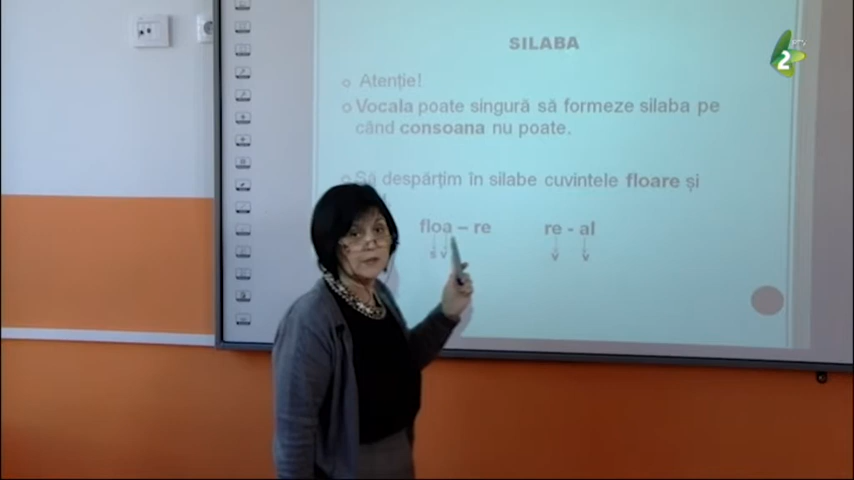 SILABA
Atenție!
Vocala poate singură să formeze silaba pe
când consoana nu poate.
Să despărțim în silabe cuvintele floare și
floa – re re - al
s v v v
RTV
2